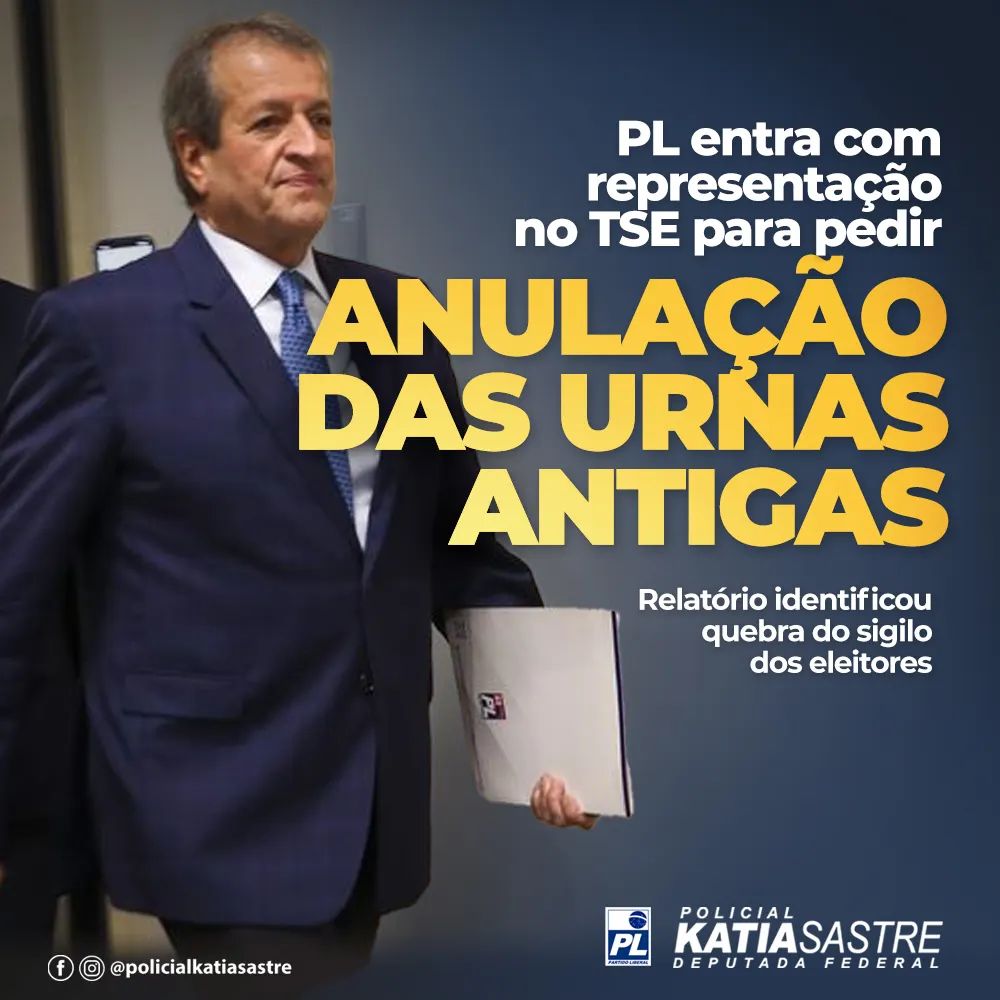 PL entra com
representação
no TSE para pedir
ANULAÇÃO
DAS URNAS
ANTIGAS
Relatório identificou
quebra do sigilo
dos eleitores
PL
PL
PARTIDO LIBERAL
POLICIAL
KATIASASTRE
DEPUTADA FEDERAL
@policialkatiasastre